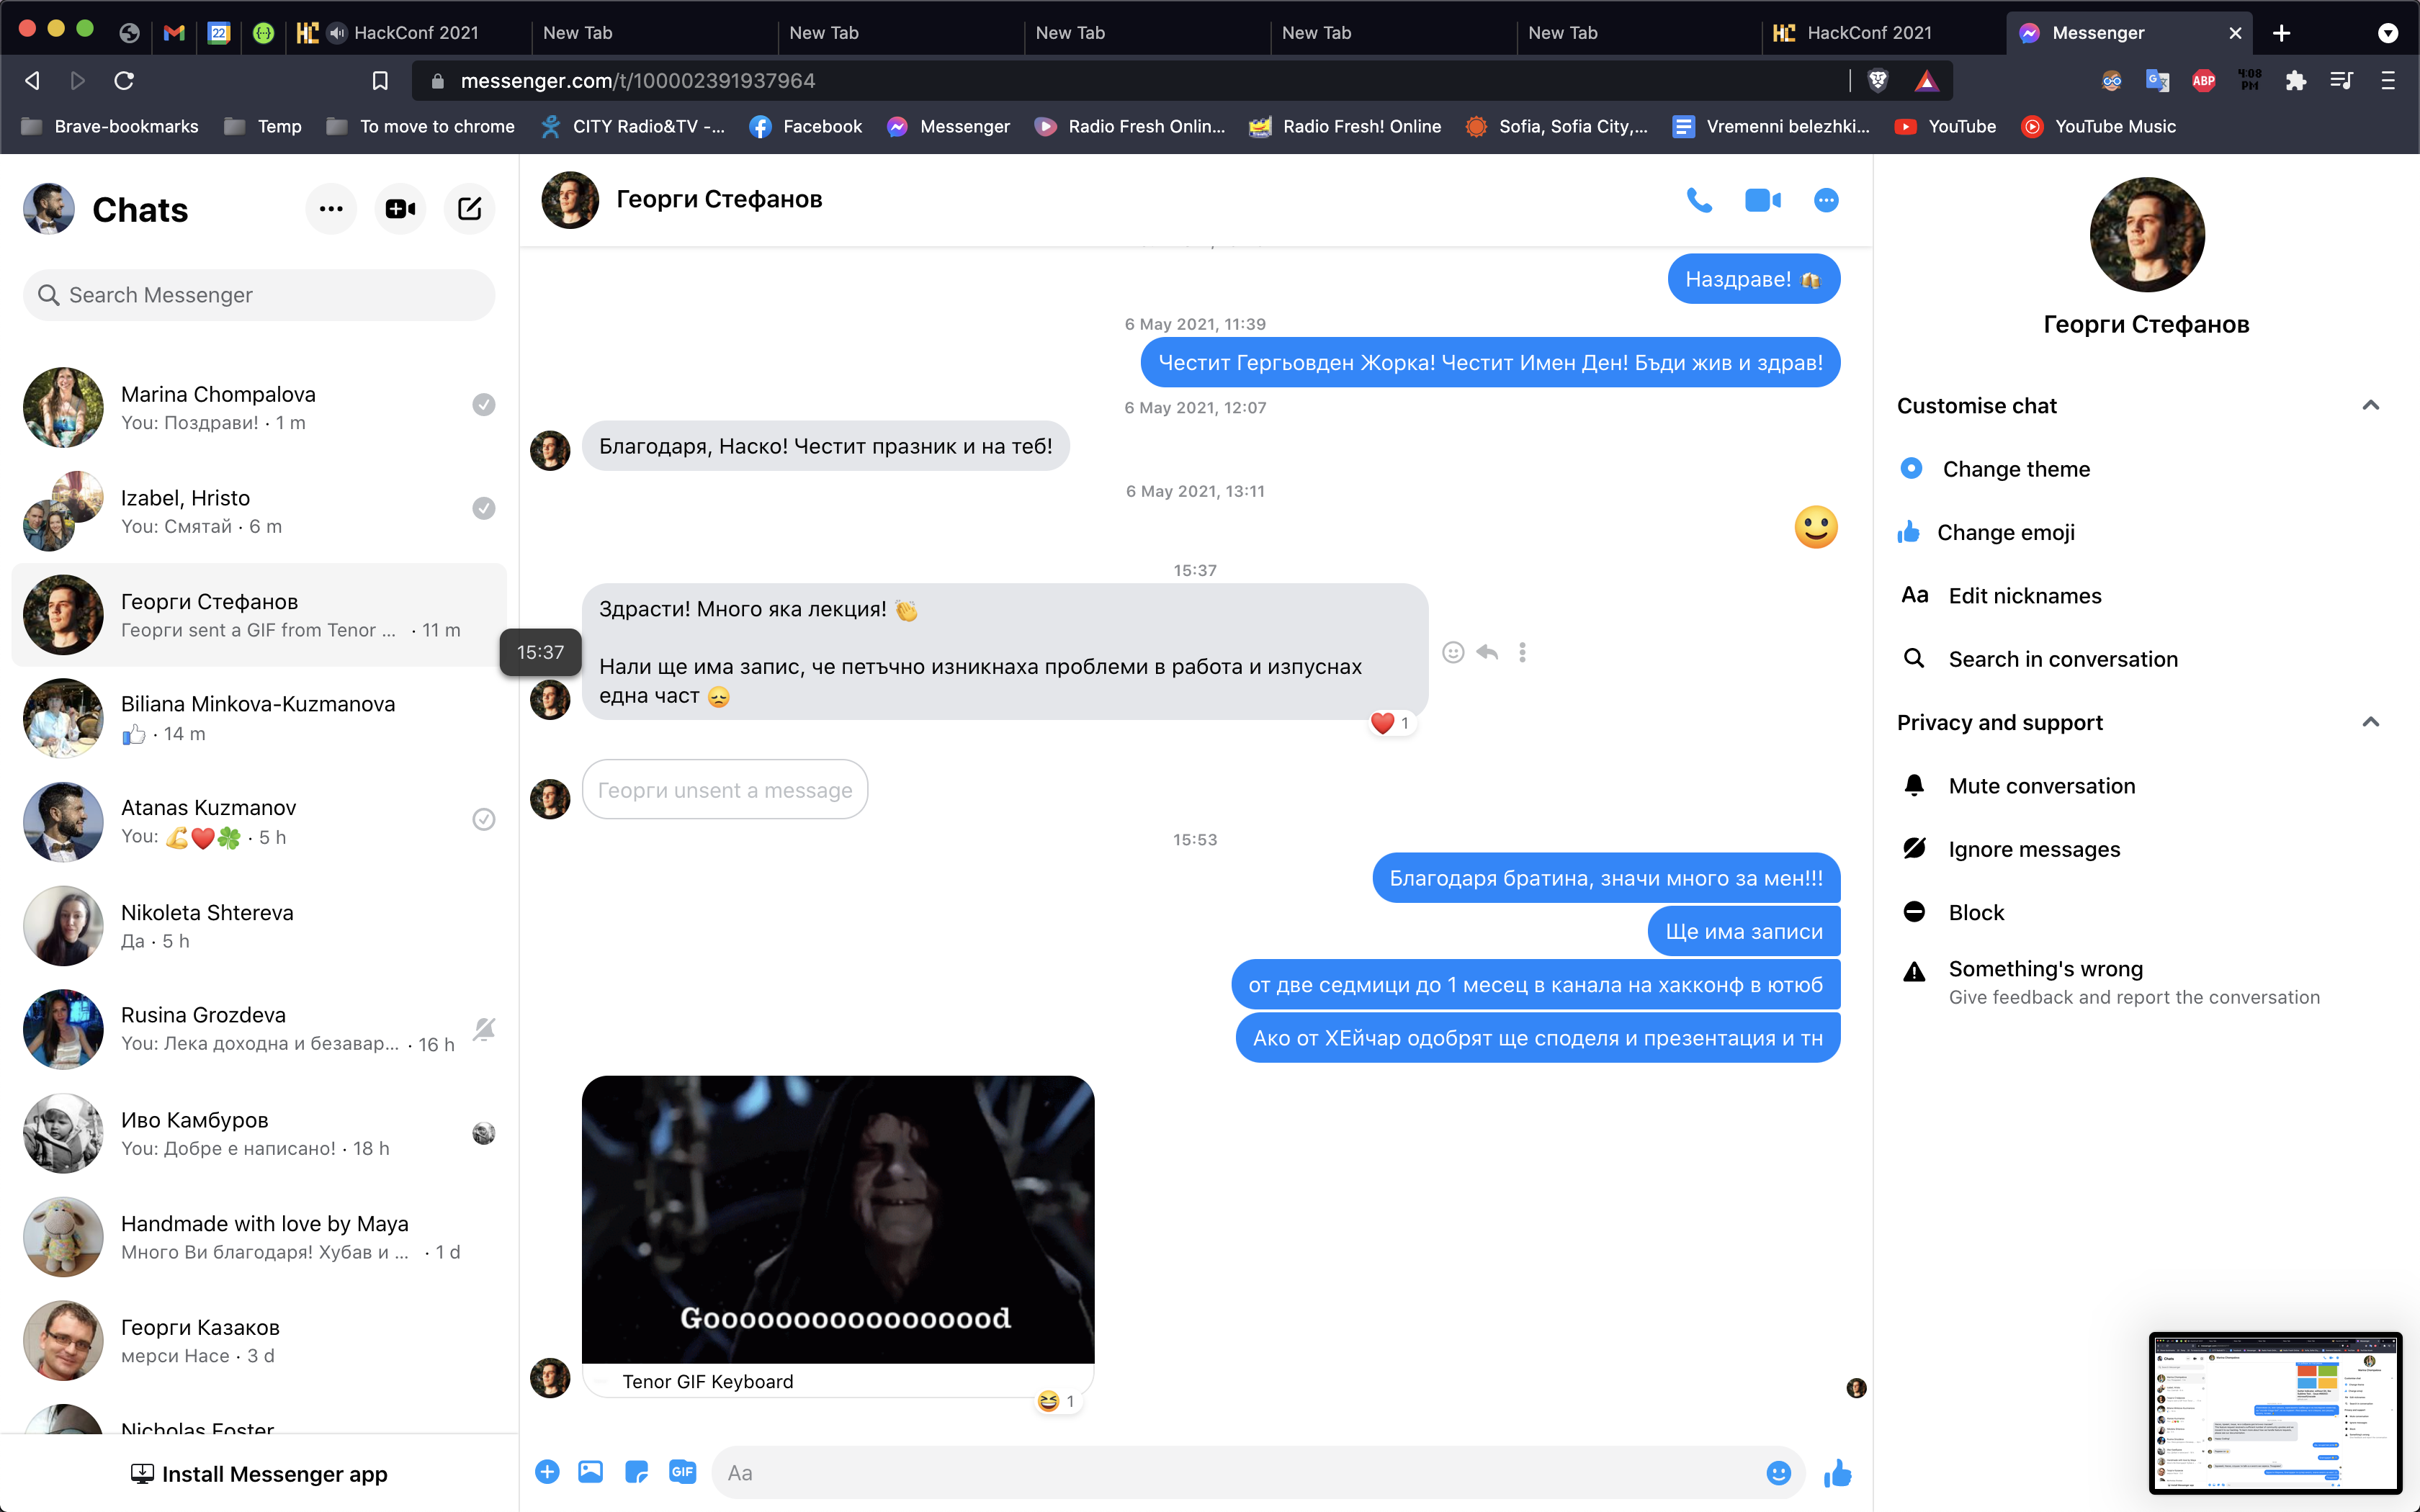 HackConf 2021
New Tab
New Tab
New Tab
New Tab
New Tab
HackConf 2021
Messenger
messenger.com/t/100002391937964
ABP
4:08
PM
Brave-bookmarks
Temp
To move to chrome
CITY Radio&TV -...
Facebook
Messenger
Radio Fresh Onlin...
Radio Fresh! Online
Sofia, Sofia City,...
Vremenni belezhki...
YouTube
YouTube Music
Chats
Search Messenger
Marina Chompalova
You: Поздрави! · 1 m
Izabel, Hristo
You: Смятай · 6 m
Георги Стефанов
Георги sent a GIF from Tenor ... · 11 m
Biliana Minkova-Kuzmanova
👍 · 14 m
Atanas Kuzmanov
You: 💪❤️🍀 · 5 h
Nikoleta Shtereva
Да · 5 h
Rusina Grozdeva
You: Лека доходна и безавар... · 16 h
Иво Камбуров
You: Добре е написано! · 18 h
Handmade with love by Maya
Много Ви благодаря! Хубав и ... · 1 d
Георги Казаков
мерси Насе · 3 d
Nicholas Foster
Install Messenger app
Георги Стефанов
Наздраве! 🍻
6 May 2021, 11:39
Честит Гергьовден Жорка! Честит Имен Ден! Бъди жив и здрав!
6 May 2021, 12:07
Благодаря, Наско! Честит празник и на теб!
6 May 2021, 13:11
🙂
15:37
Здрасти! Много яка лекция! 👏
15:37
Нали ще има запис, че петъчно изникнаха проблеми в работа и изпуснах
една част 😞
❤️ 1
Георги unsent a message
15:53
Благодаря братина, значи много за мен!!!
Ще има записи
от две седмици до 1 месец в канала на хакконф в ютюб
Ако от ХЕйчар одобрят ще споделя и презентация и тн
Goooooooooooooood
Tenor GIF Keyboard
😆 1
GIF
Aa
Георги Стефанов
Customise chat
Change theme
Change emoji
Aa Edit nicknames
Search in conversation
Privacy and support
Mute conversation
Ignore messages
Block
Something's wrong
Give feedback and report the conversation